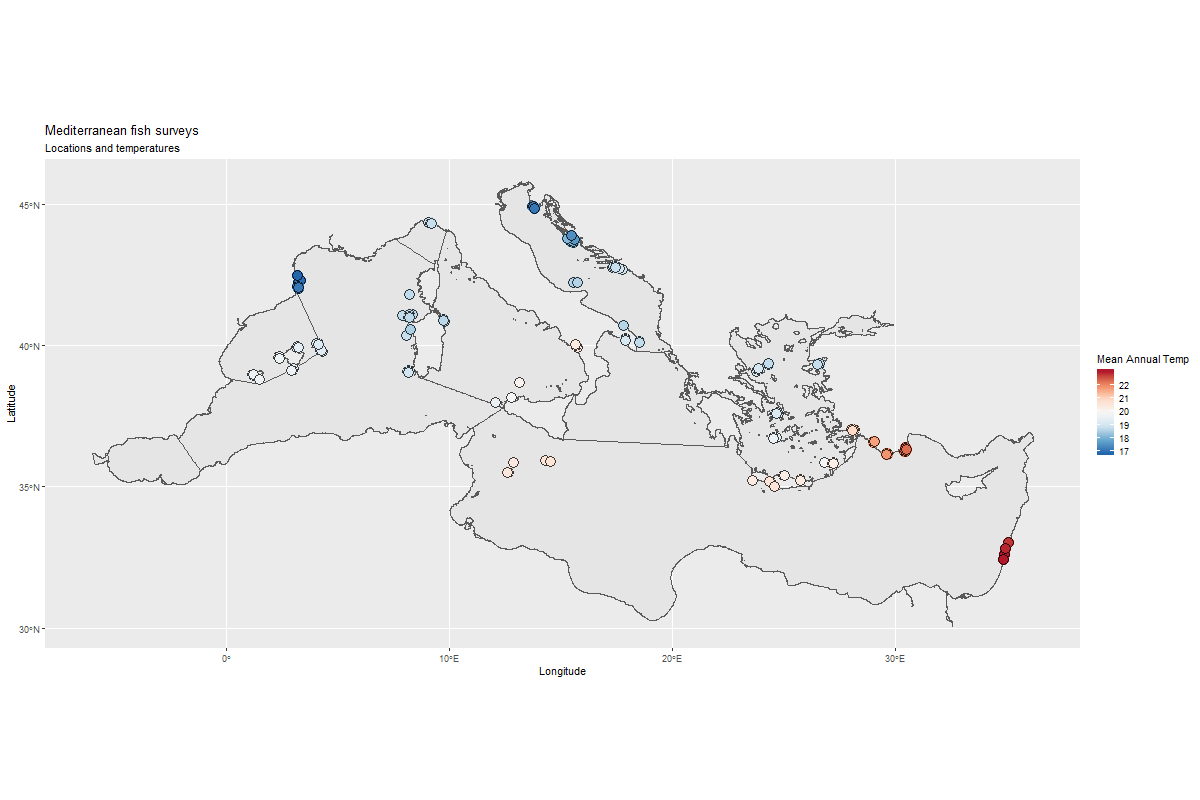 Mediterranean fish surveys
Locations and temperatures
45°N
40°N
35°N
30°N
0°
10°E
20°E
30°E
Longitude
Latitude
Mean Annual Temp
22
21
20
19
18
17